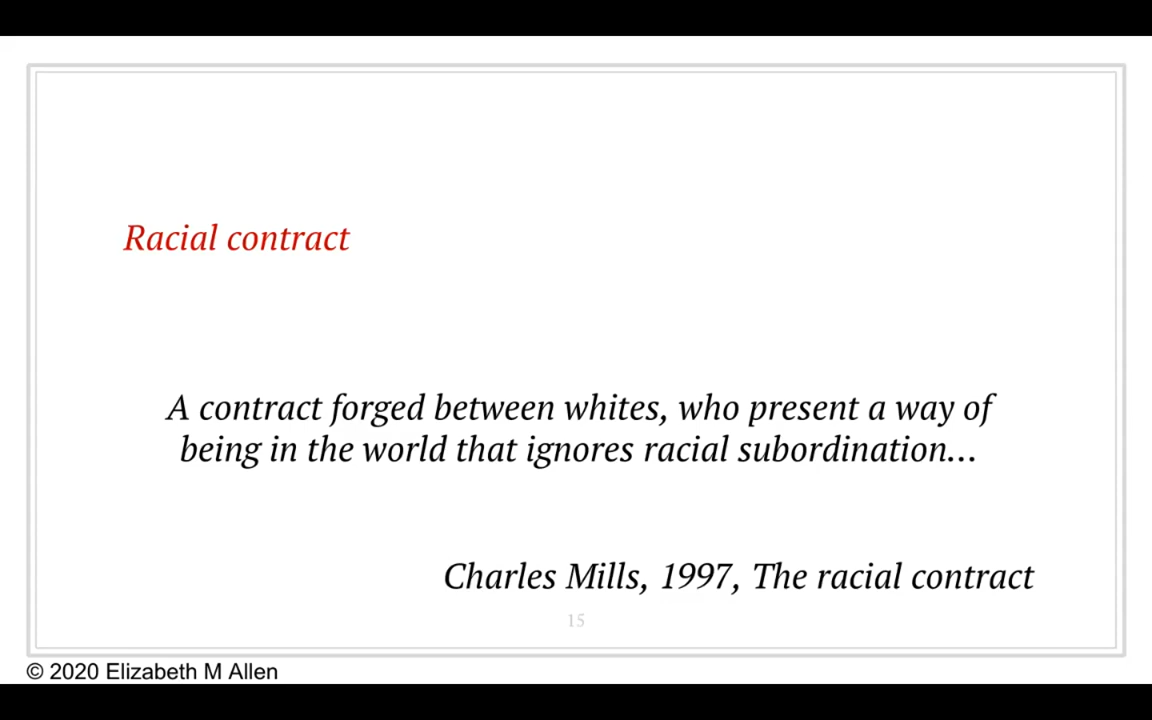 Racial contract
A contract forged between whites, who present a way of
being in the world that ignores racial subordination…
Charles Mills, 1997, The racial contract
15
© 2020 Elizabeth M Allen